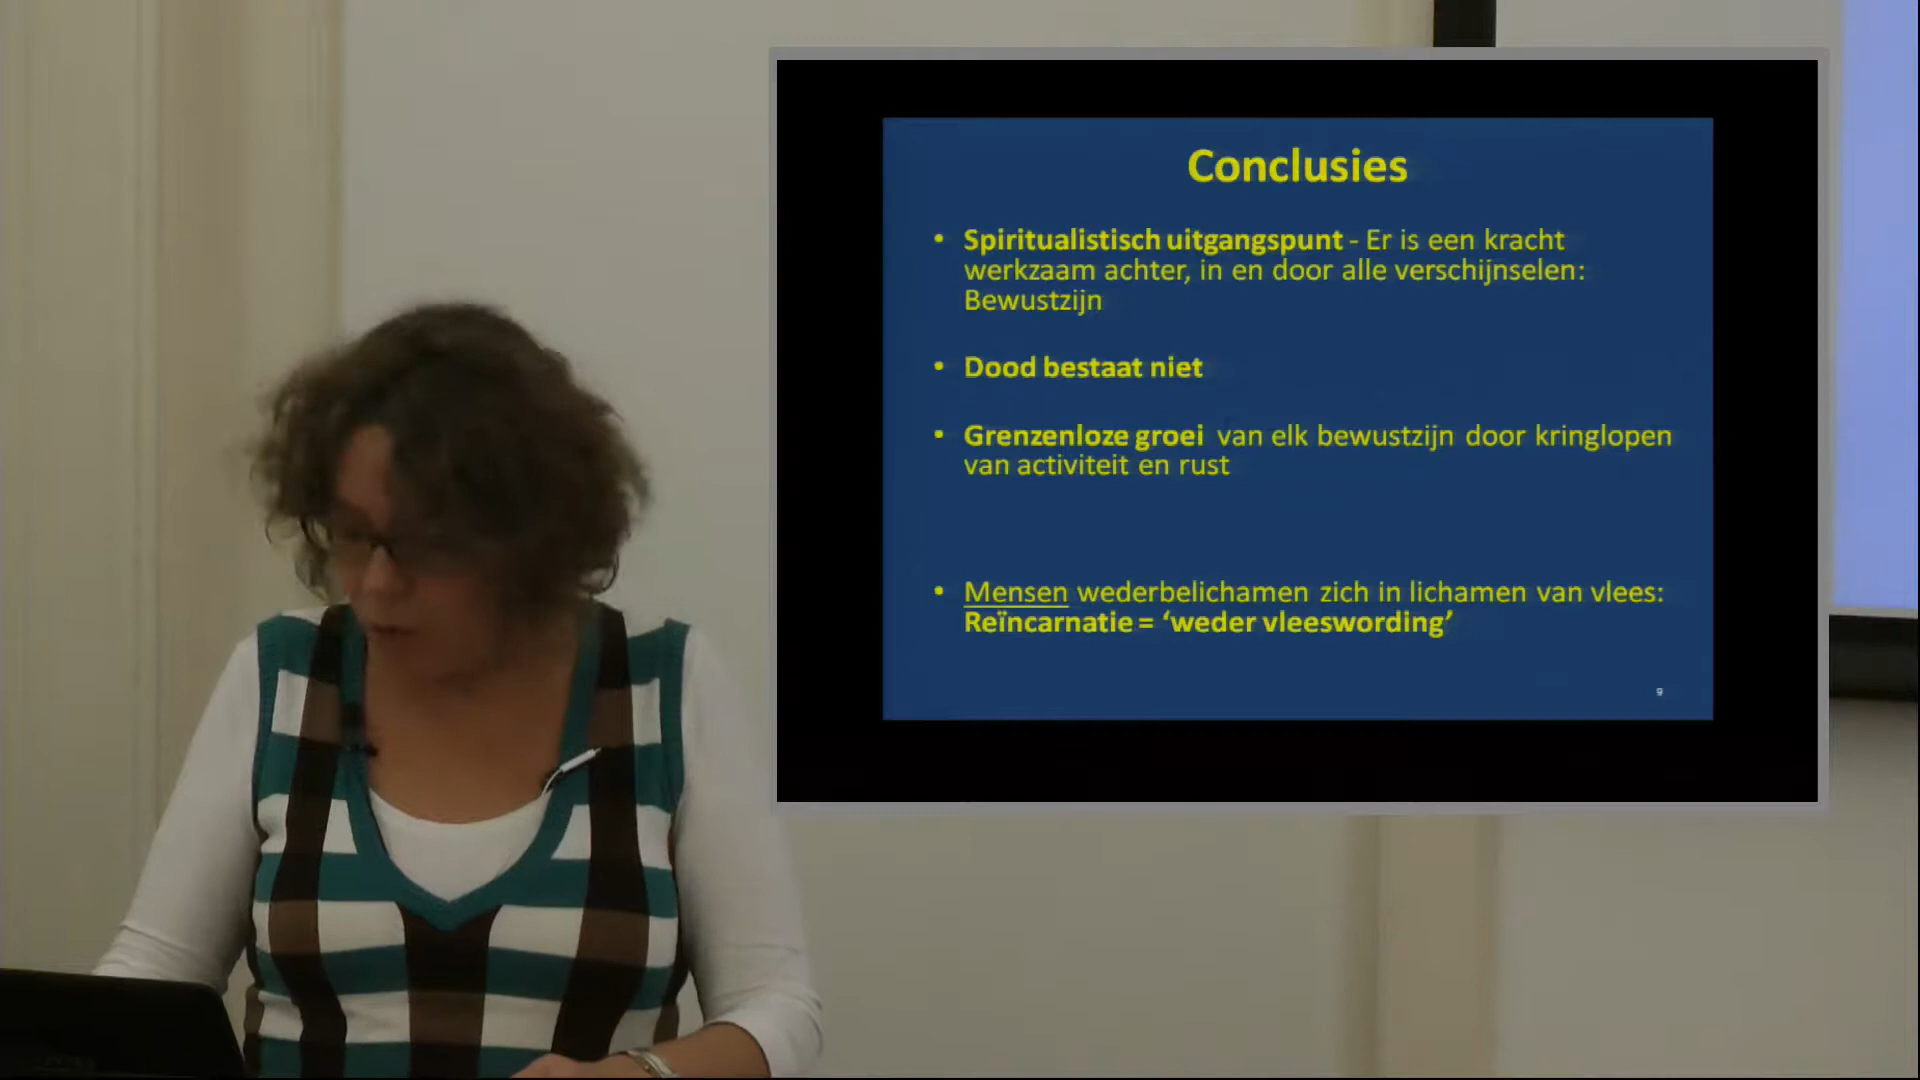 Conclusies
• Spiritualistisch uitgangspunt - Er is een kracht
werkzaam achter, in en door alle verschijnselen:
Bewustzijn
• Dood bestaat niet
• Grenzenloze groei van elk bewustzijn door kringlopen
van activiteit en rust
• Mensen wederbelichamen zich in lichamen van vlees:
Reïncarnatie = ‘weder vleeswording’
9